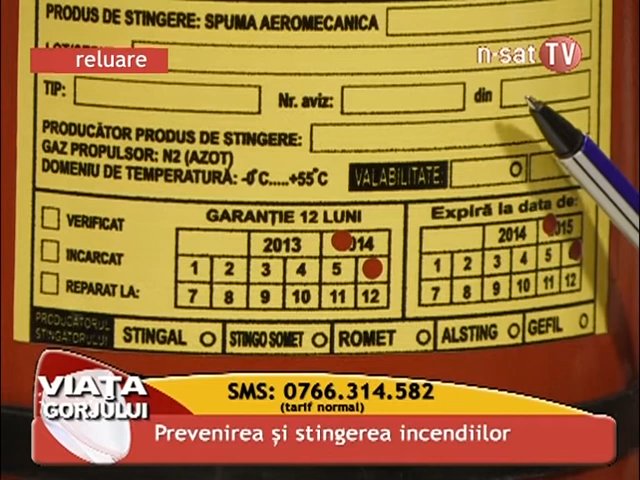 PRODUS DE STINGERE: SPUMA AEROMECANICA
reluare
n-sat TV
TIP:
Nr. aviz:
din
PRODUCĂTOR PRODUS DE STINGERE:
GAZ PROPULSOR: N2 (AZOT)
DOMENIU DE TEMPERATURĂ: -0°C.....+55°C
VALABILITATE:
VERIFICAT
INCARCAT
REPARAT LA:
GARANȚIE 12 LUNI
2013
1 2 3 4 5
7 8 9 10 11 12
Expiră la data de:
2014
1 2 3 4 5
7 8 9 10 11 12
PRODUCĂTORUL STINGĂTORULUI
STINGAL
STINGO SOMET
ROMET
ALSTING
GEFIL
VIAȚA GORJULUI
SMS: 0766.314.582
(tarif normal)
Prevenirea și stingerea incendiilor